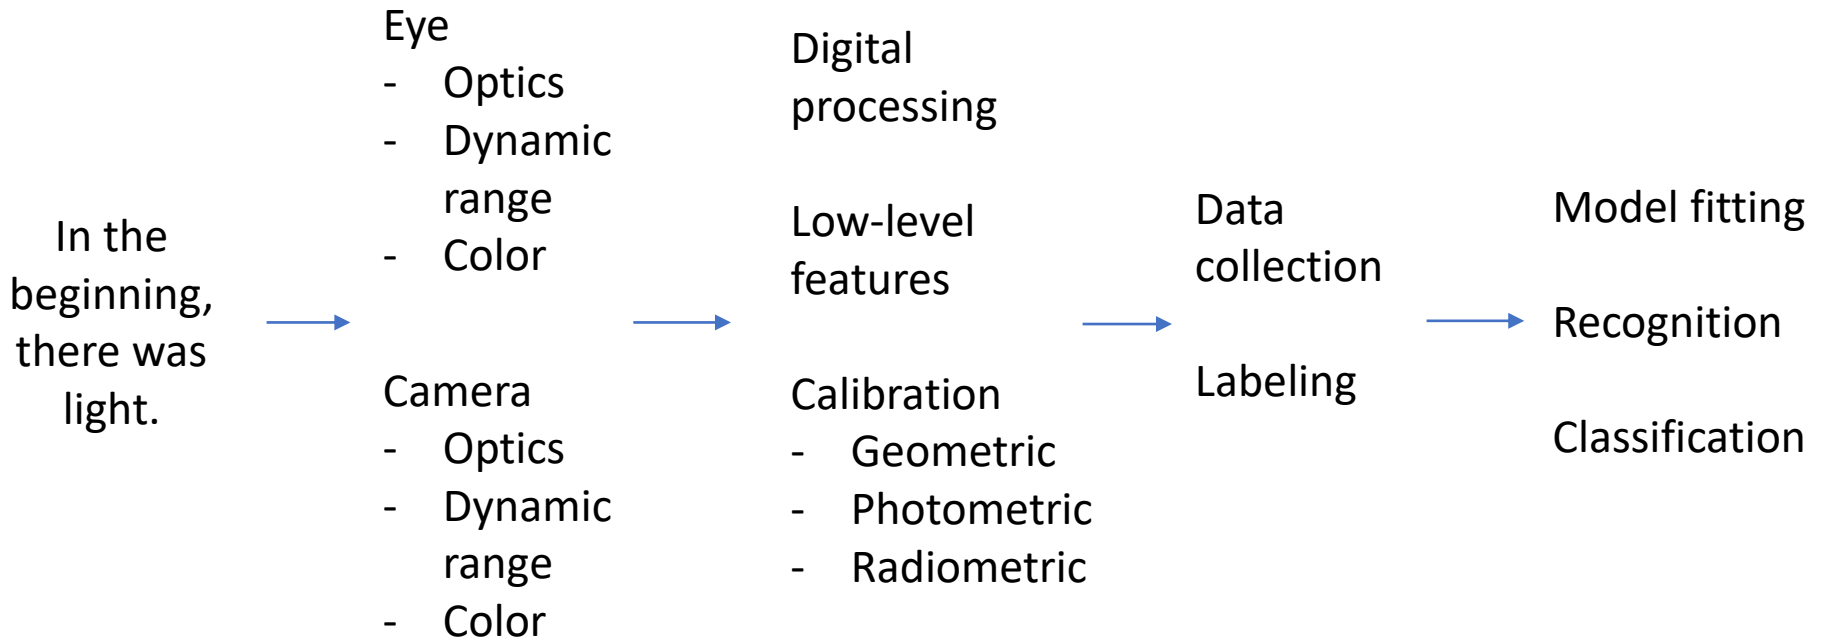 In the
beginning,
there was
light.
Eye
- Optics
- Dynamic
range
- Color
Camera
- Optics
- Dynamic
range
- Color
Digital
processing
Low-level
features
Calibration
- Geometric
- Photometric
- Radiometric
Data
collection
Labeling
Model fitting
Recognition
Classification